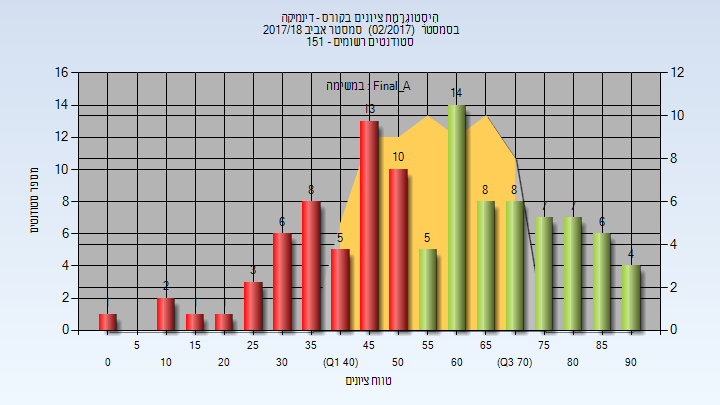 הִיסְטוֹגְרָמַת ציונים בקורס - דינמיקה
בסמסטר (02/2017) סמסטר אביב 2017/18
סטודנטים רשומים - 151
במשימה : Final_A
מספר סטודנטים
16 14 12 10 8 6 4 2 0
12 10 8 6 4 2 0
1 2 1 1 3 6 8 5 13 10 5 14 8 8 7 7 6 4
5 15 25 35 45 55 65 75 85
0 10 20 30 (Q1 40) 50 60 (Q3 70) 80 90
טווח ציונים